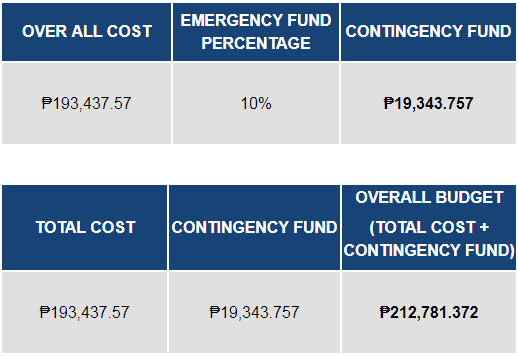 OVER ALL COST
EMERGENCY FUND
PERCENTAGE
CONTINGENCY FUND
₱193,437.57
10%
₱19,343.757
TOTAL COST
CONTINGENCY FUND
OVERALL BUDGET
(TOTAL COST +
CONTINGENCY FUND)
₱193,437.57
₱19,343.757
₱212,781.372